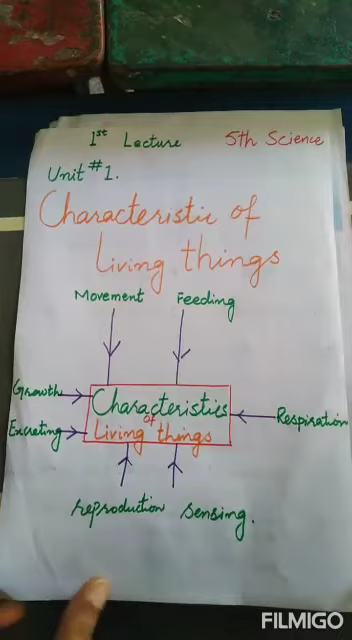 1st Lecture 5th Science
Unit #1.
Characteristic of
Living things
Movement Feeding
Growth
Characteristics
of
Respiration
Excreting
Living things
reproduction sensing.
FILMIGO